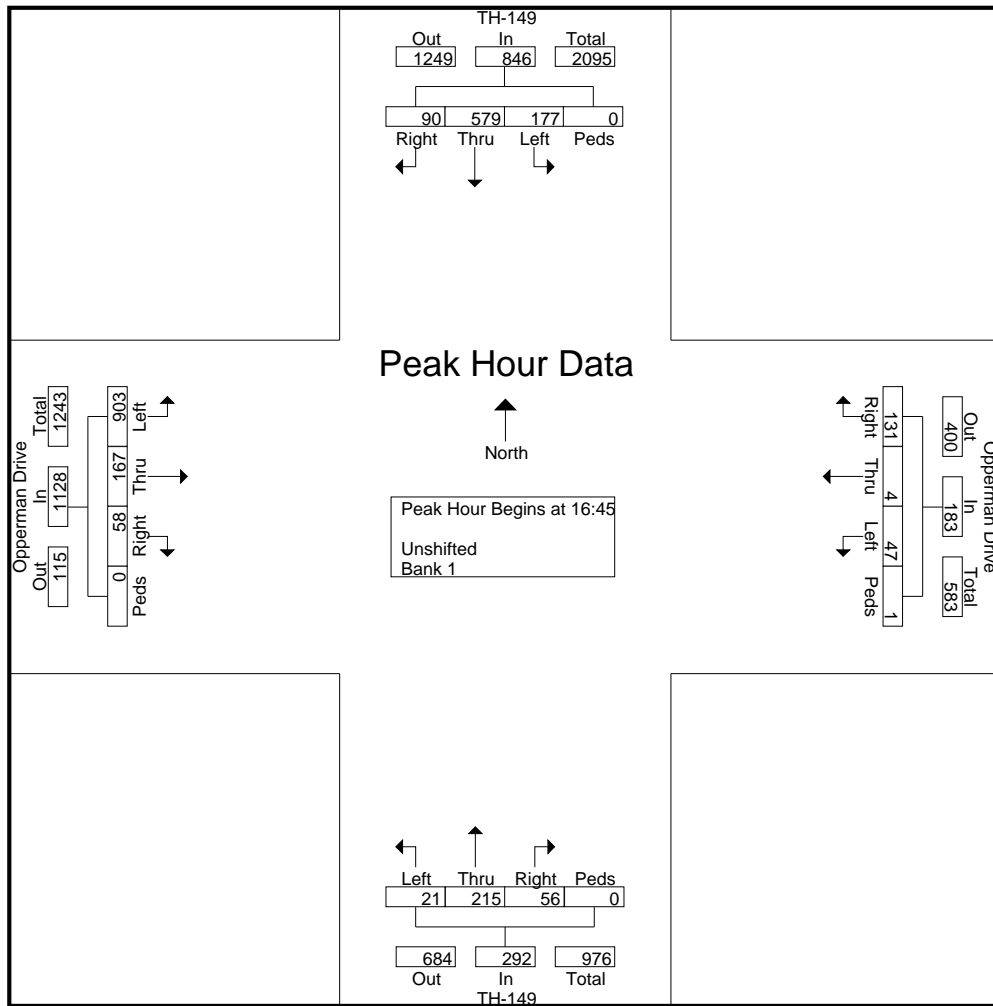 TH-149
Out In Total
1249 846 2095
90 579 177 0
Right Thru Left Peds
Peak Hour Data
North
Peak Hour Begins at 16:45
Unshifted
Bank 1
Opperman Drive
Total In Out
1243 1128 115
903 167 58 0
Left Thru Right Peds
Right Thru Left Peds
131 4 47 1
400 183 583
Out In Total
Opperman Drive
Left Thru Right Peds
21 215 56 0
684 292 976
Out In Total
TH-149